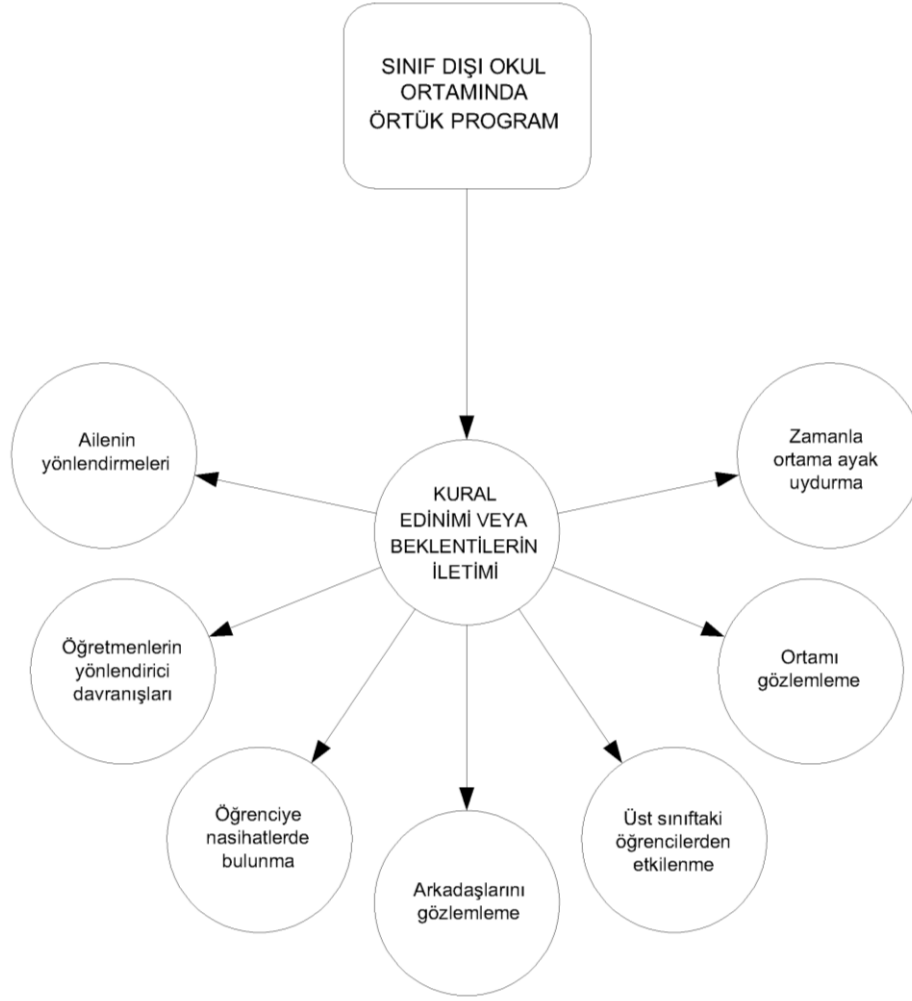 SINIF DIŞI OKUL
ORTAMINDA
ÖRTÜK PROGRAM
Ailenin
yönlendirmeleri
Zamanla
ortama ayak
uydurma
KURAL
EDİNİMİ VEYA
BEKLENTİLERİN
İLETİMİ
Öğretmenlerin
yönlendirici
davranışları
Ortamı
gözlemleme
Öğrenciye
nasihatlerde
bulunma
Üst sınıftaki
öğrencilerden
etkilenme
Arkadaşlarını
gözlemleme